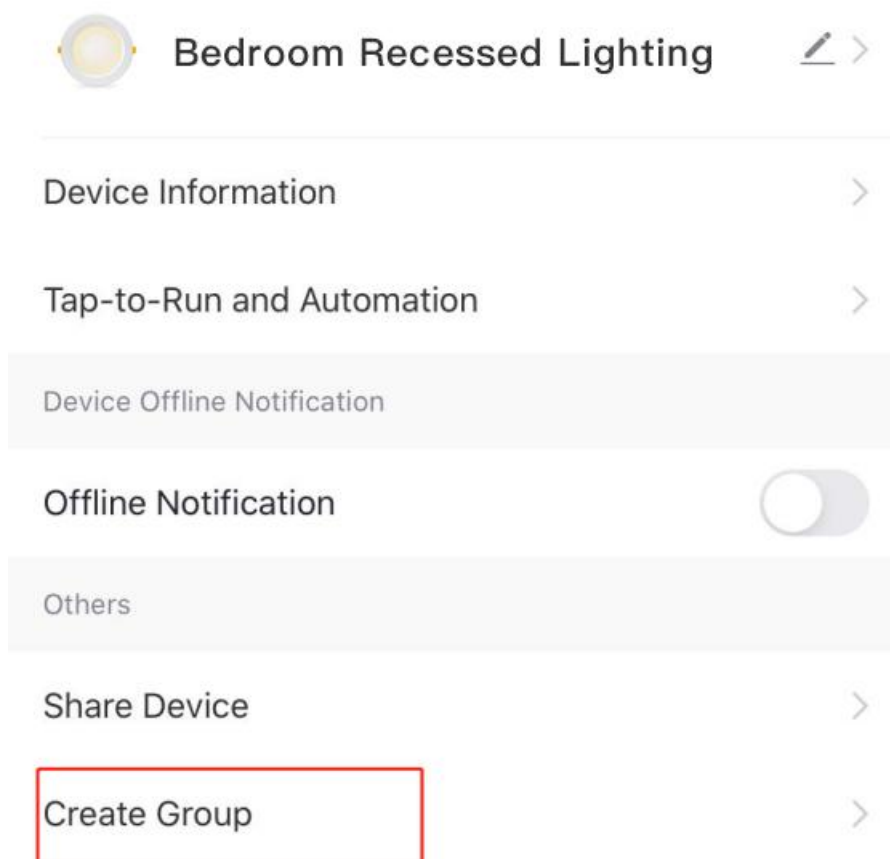 Bedroom Recessed Lighting
Device Information
Tap-to-Run and Automation
Device Offline Notification
Offline Notification
Others
Share Device
Create Group